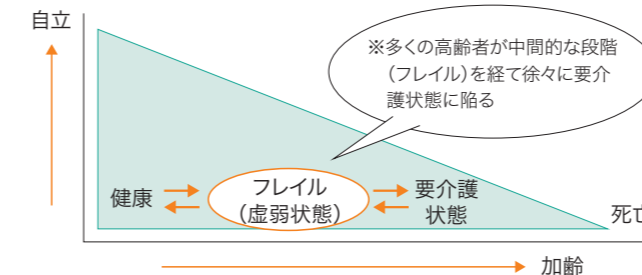 自立
※多くの高齢者が中間的な段階
(フレイル)を経て徐々に要介
護状態に陥る
健康
フレイル
(虚弱状態)
要介護
状態
死亡
加齢